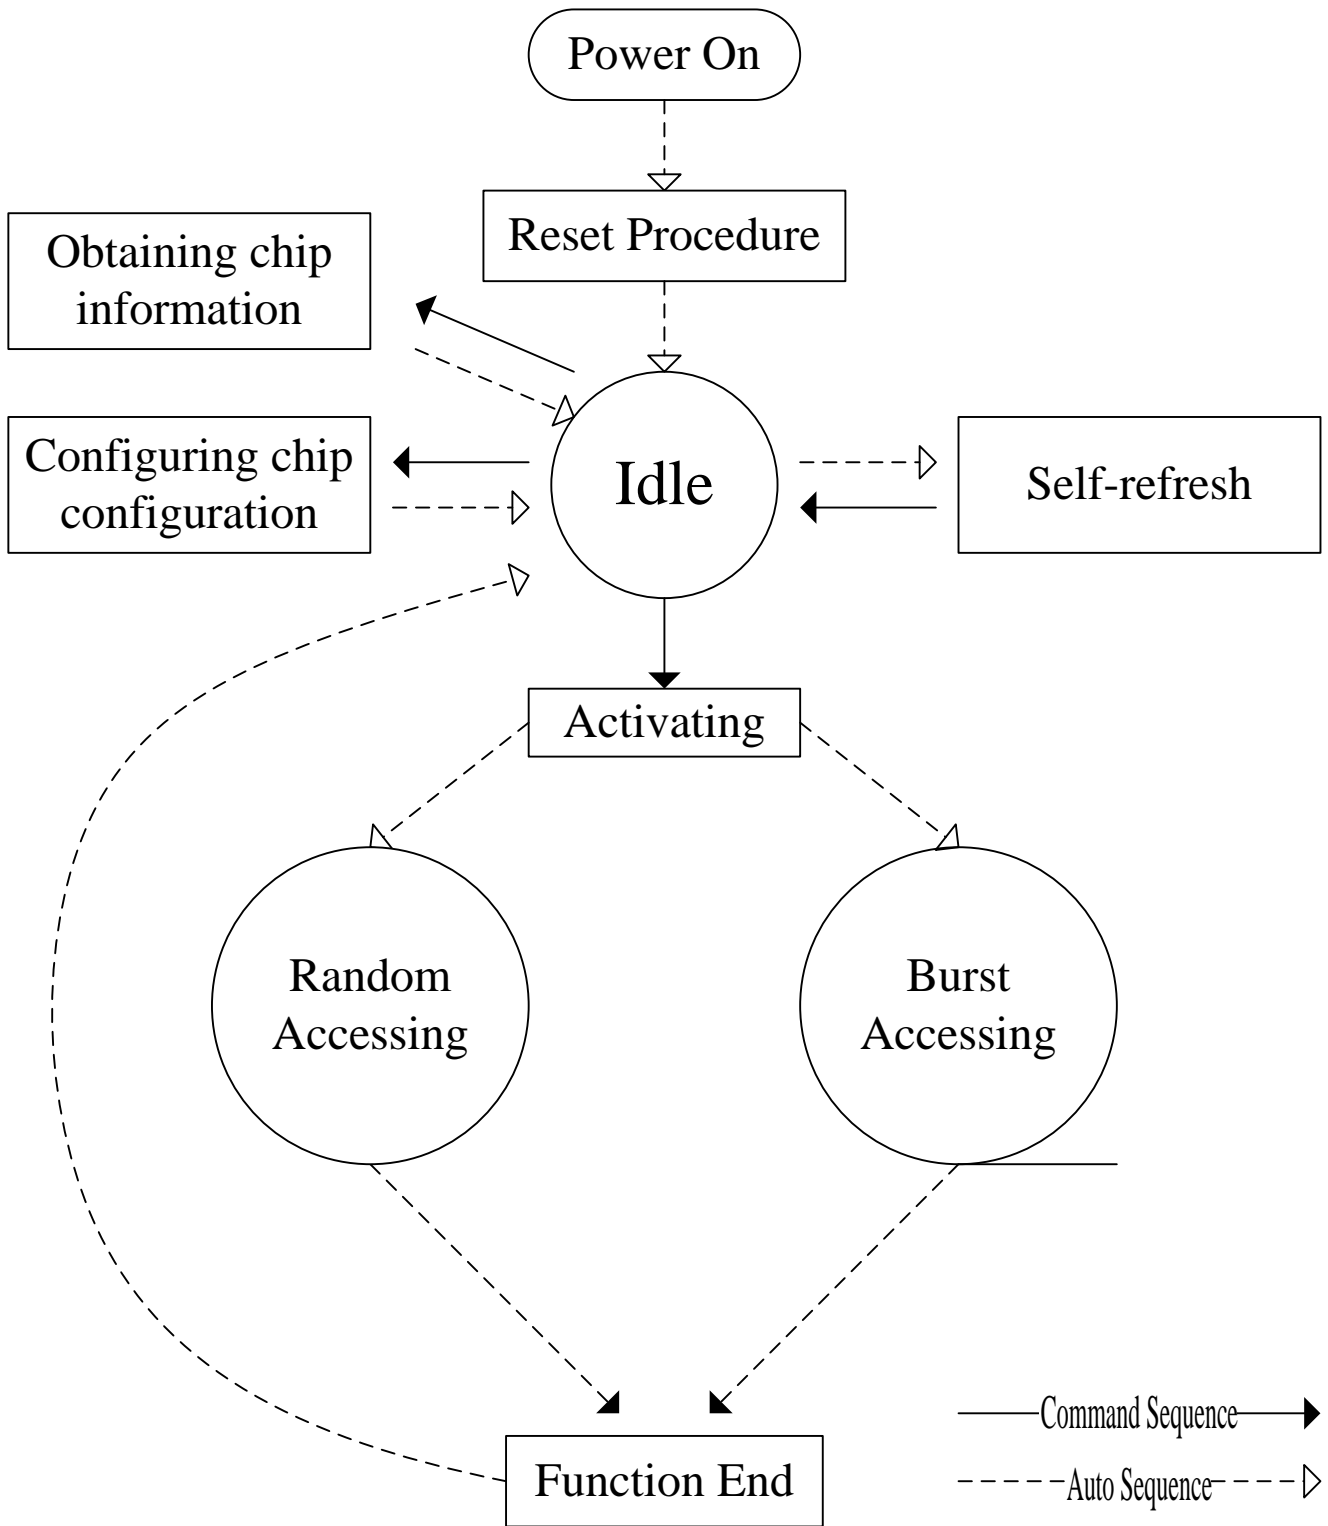 Power On
Reset Procedure
Obtaining chip
information
Configuring chip
configuration
Idle
Self-refresh
Activating
Random
Accessing
Burst
Accessing
Command Sequence
Auto Sequence
Function End